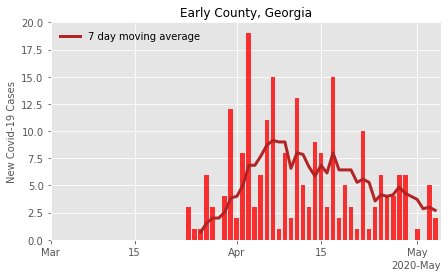 Early County, Georgia
7 day moving average
New Covid-19 Cases
20.0
17.5
15.0
12.5
10.0
7.5
5.0
2.5
0.0
Mar
15
Apr
15
May
2020-May